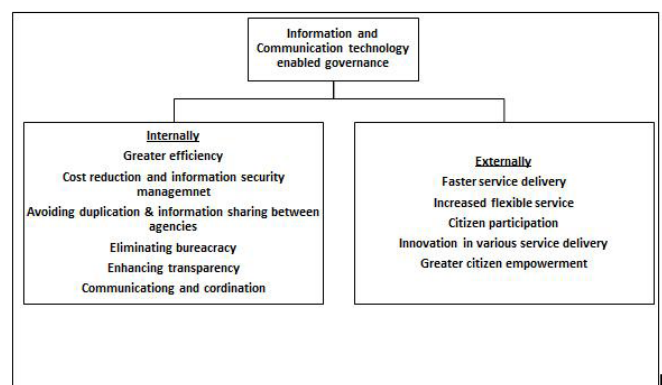 Information and
Communication technology
enabled governance
Internally
Greater efficiency
Cost reduction and information security
managemnet
Avoiding duplication & information sharing between
agencies
Eliminating bureacracy
Enhancing transparency
Communicationg and cordination
Externally
Faster service delivery
Increased flexible service
Citizen participation
Innovation in various service delivery
Greater citizen empowerment